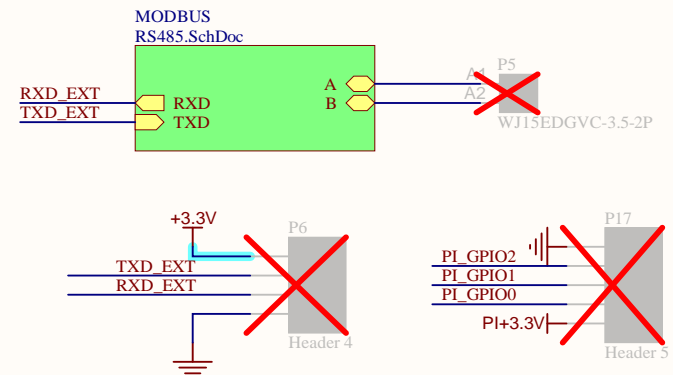 MODBUS
RS485.SchDoc
P5
A1
A
RXD_EXT
RXD
B
A2
TXD_EXT
TXD
WJ15EDGVC-3.5-2P
+3.3V
P6
P17
TXD_EXT
PI_GPIO2
RXD_EXT
PI_GPIO1
PI_GPIO0
PI+3.3V
Header 4
Header 5